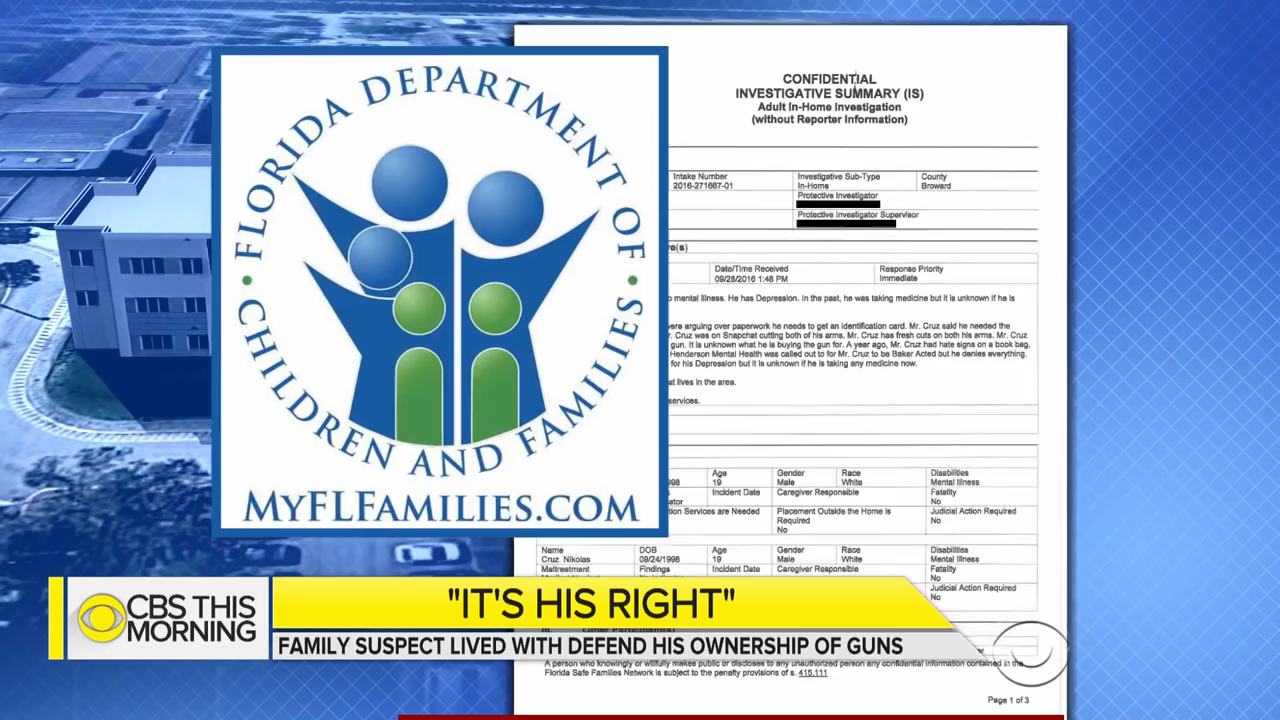 FLORIDA DEPARTMENT OF
CHILDREN AND FAMILIES
MYFLFAMILIES.COM
CONFIDENTIAL
INVESTIGATIVE SUMMARY (IS)
Adult In-Home Investigation
(without Reporter Information)
Intake Number
2016-271667-01
Investigative Sub-Type
In-Home
County
Broward
Protective Investigator
Protective Investigator Supervisor
Date/Time Received
09/28/2016 1:48 PM
Response Priority
Immediate
mental illness. He has Depression. In the past, he was taking medicine but it is unknown if he is
were arguing over paperwork he needs to get an identification card. Mr. Cruz said he needed the
Cruz was on Snapchat cutting both of his arms. Mr. Cruz has fresh cuts on both his arms. Mr. Cruz
gun. It is unknown what he is buying the gun for. A year ago, Mr. Cruz had hate signs on a book bag,
Henderson Mental Health was called out to for Mr. Cruz to be Baker Acted but he denies everything.
for his Depression but it is unknown if he is taking any medicine now.
lives in the area.
services.
Age
19
Gender
Male
Race
White
Disabilities
Mental Illness
Incident Date
Caregiver Responsible
Fatality
No
Services are Needed
Placement Outside the Home is
Required
No
Judicial Action Required
No
Name
Cruz, Nikolas
DOB
09/24/1998
Age
19
Gender
Male
Race
White
Disabilities
Mental Illness
Maltreatment
Findings
Incident Date
Caregiver Responsible
Fatality
No
Judicial Action Required
No
CBS THIS
MORNING
"IT'S HIS RIGHT"
FAMILY SUSPECT LIVED WITH DEFEND HIS OWNERSHIP OF GUNS
A person who knowingly or willfully makes public or discloses to any unauthorized person any confidential information contained in the
Florida Safe Families Network is subject to the penalty provisions of s. 415.111
Page 1 of 3